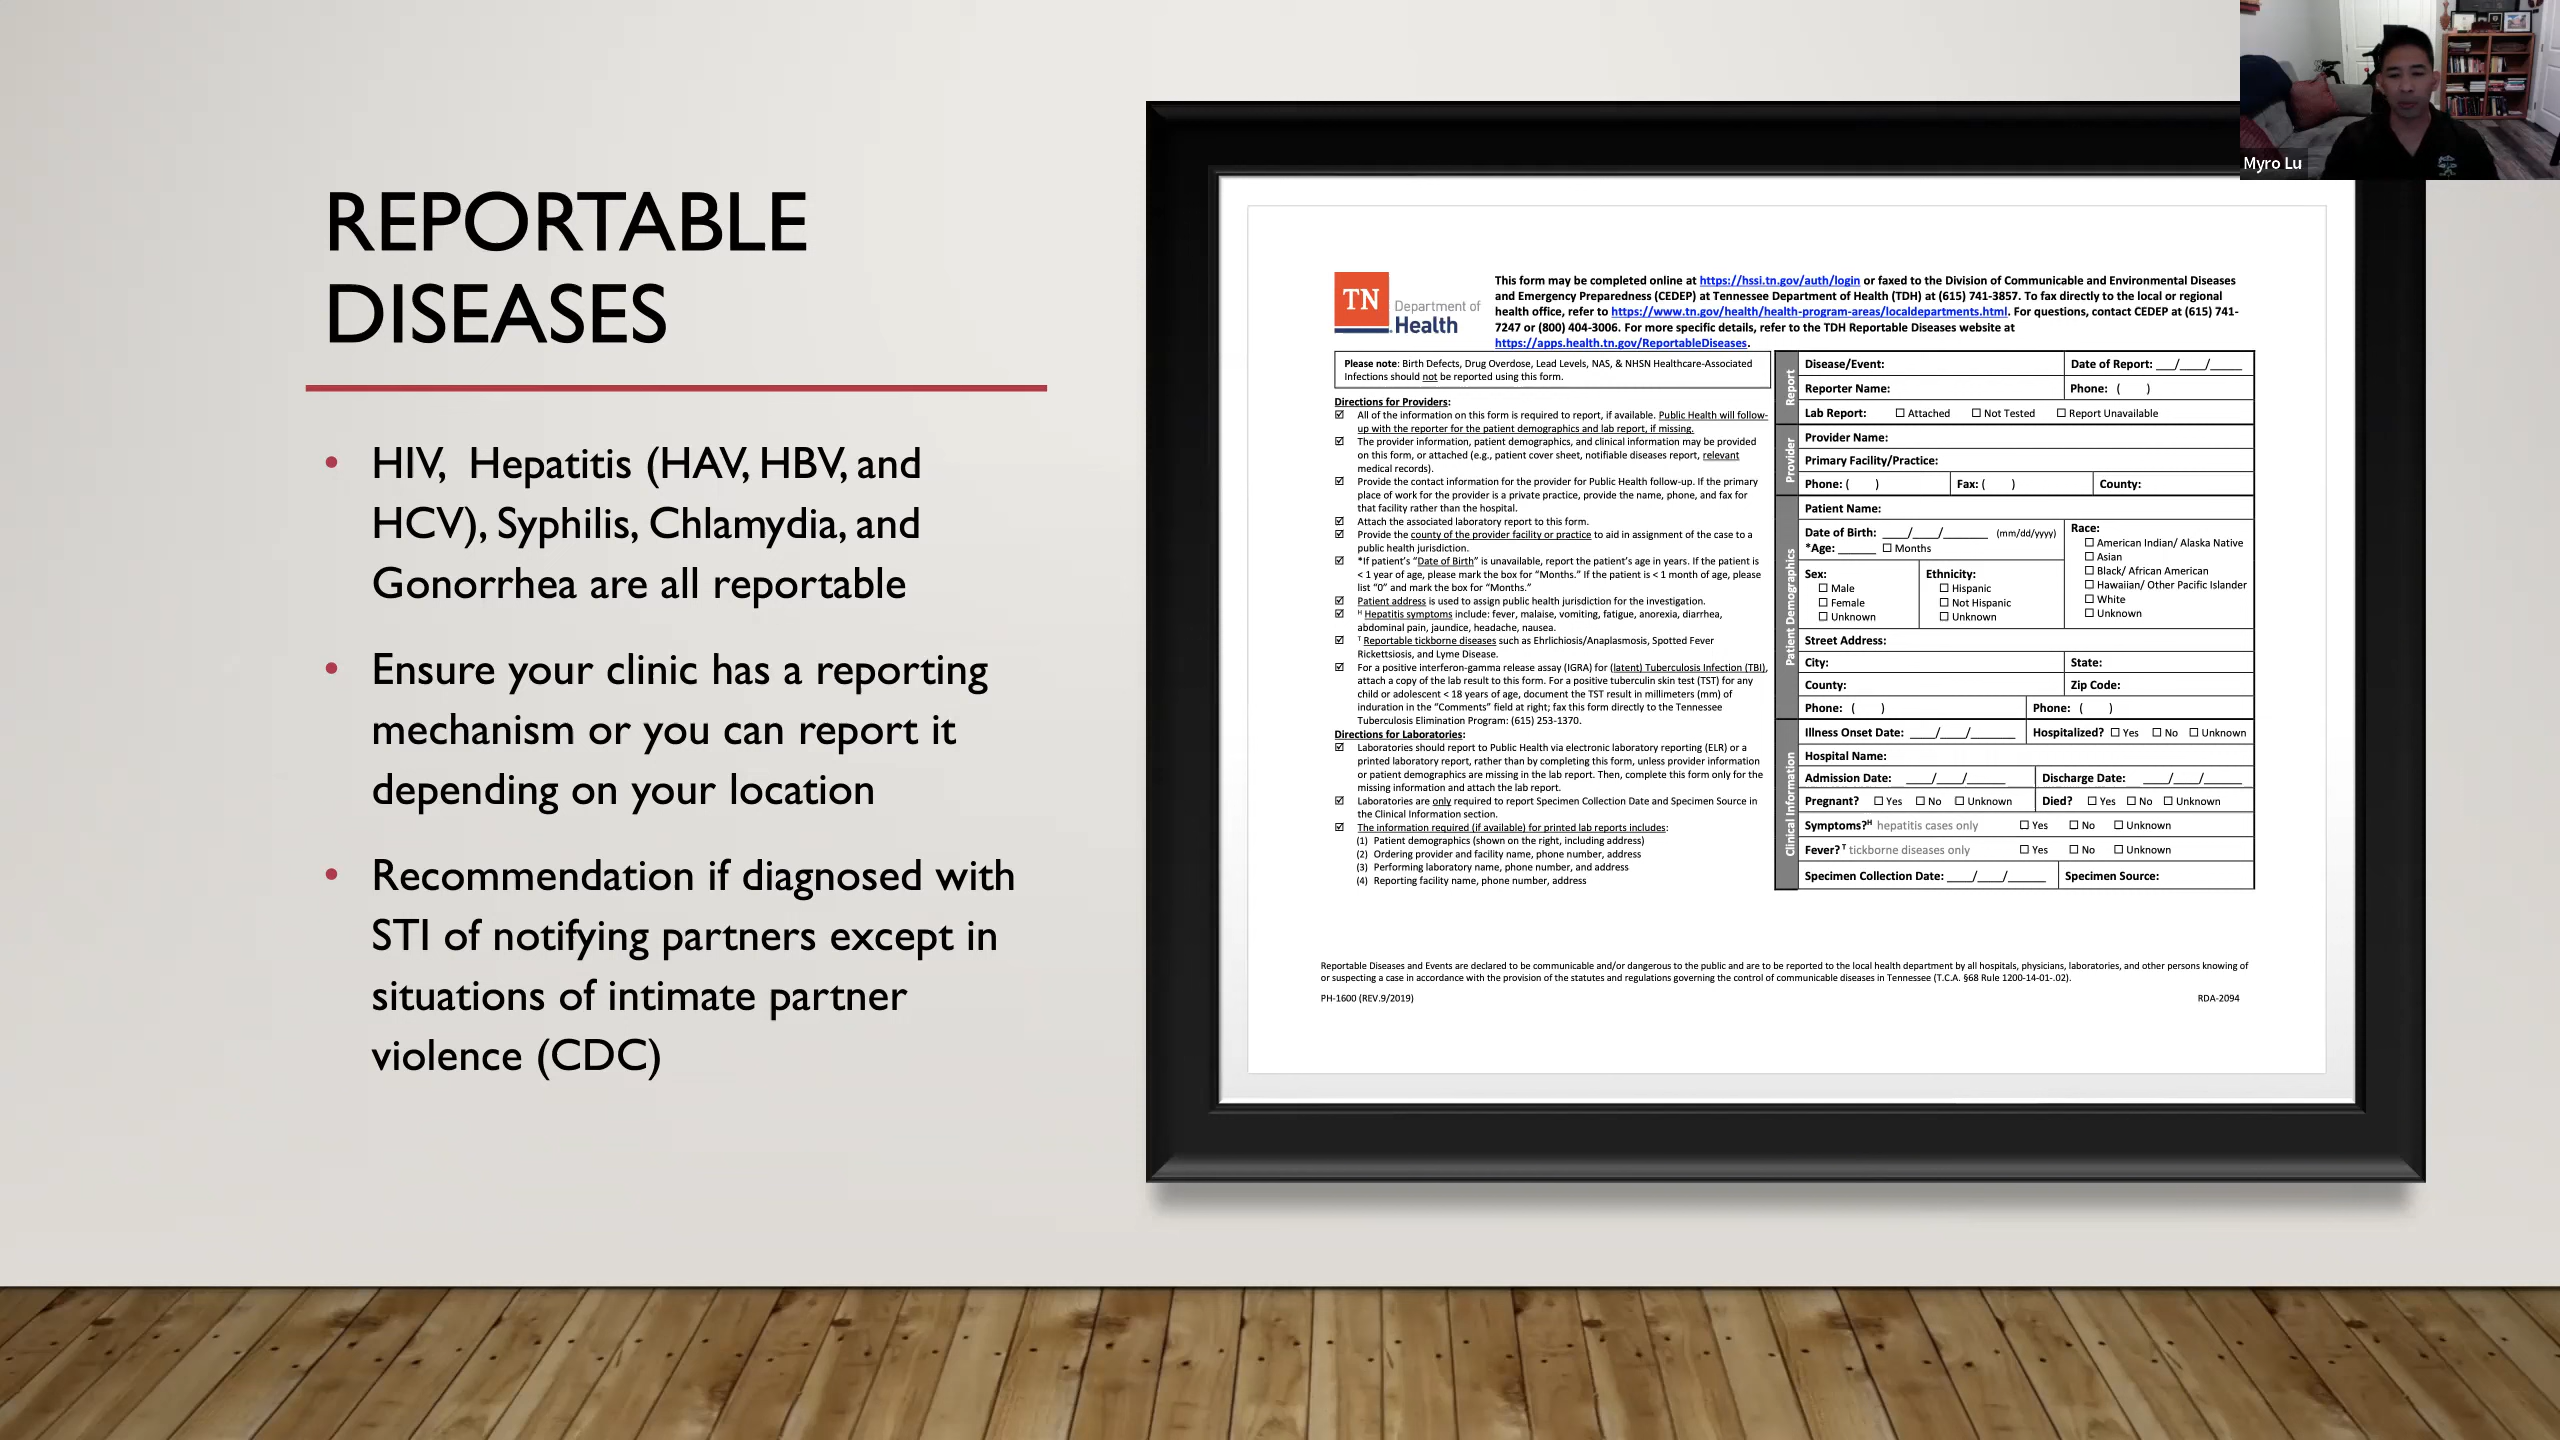 REPORTABLE
DISEASES
• HIV,  Hepatitis (HAV, HBV, and
HCV), Syphilis, Chlamydia, and
Gonorrhea are all reportable
• Ensure your clinic has a reporting
mechanism or you can report it
depending on your location
• Recommendation if diagnosed with
STI of notifying partners except in
situations of intimate partner
violence (CDC)
Myro Lu
TN
Department of
Health
This form may be completed online at https://hssi.tn.gov/auth/login or faxed to the Division of Communicable and Environmental Diseases
and Emergency Preparedness (CEDEP) at Tennessee Department of Health (TDH) at (615) 741-3857. To fax directly to the local or regional
health office, refer to https://www.tn.gov/health/health-program-areas/localdepartments.html. For questions, contact CEDEP at (615) 741-
7247 or (800) 404-3006. For more specific details, refer to the TDH Reportable Diseases website at
https://apps.health.tn.gov/ReportableDiseases.
Please note: Birth Defects, Drug Overdose, Lead Levels, NAS, & NHSN Healthcare-Associated
Infections should not be reported using this form.
Directions for Providers:
☑ All of the information on this form is required to report, if available. Public Health will follow-
up with the reporter for the patient demographics and lab report, if missing.
☑ The provider information, patient demographics, and clinical information may be provided
on this form, or attached (e.g., patient cover sheet, notifiable diseases report, relevant
medical records).
☑ Provide the contact information for the provider for Public Health follow-up. If the primary
place of work for the provider is a private practice, provide the name, phone, and fax for
that facility rather than the hospital.
☑ Attach the associated laboratory report to this form.
☑ Provide the county of the provider facility or practice to aid in assignment of the case to a
public health jurisdiction.
☑ *If patient's "Date of Birth" is unavailable, report the patient's age in years. If the patient is
< 1 year of age, please mark the box for "Months." If the patient is < 1 month of age, please
list "0" and mark the box for "Months."
☑ Patient address is used to assign public health jurisdiction for the investigation.
☑ H Hepatitis symptoms include: fever, malaise, vomiting, fatigue, anorexia, diarrhea,
abdominal pain, jaundice, headache, nausea.
☑ T Reportable tickborne diseases such as Ehrlichiosis/Anaplasmosis, Spotted Fever
Rickettsiosis, and Lyme Disease.
☑ For a positive interferon-gamma release assay (IGRA) for (latent) Tuberculosis Infection (TBI),
attach a copy of the lab result to this form. For a positive tuberculin skin test (TST) for any
child or adolescent < 18 years of age, document the TST result in millimeters (mm) of
induration in the "Comments" field at right; fax this form directly to the Tennessee
Tuberculosis Elimination Program: (615) 253-1370.
Directions for Laboratories:
☑ Laboratories should report to Public Health via electronic laboratory reporting (ELR) or a
printed laboratory report, rather than by completing this form, unless provider information
or patient demographics are missing in the lab report. Then, complete this form only for the
missing information and attach the lab report.
☑ Laboratories are only required to report Specimen Collection Date and Specimen Source in
the Clinical Information section.
☑ The information required (if available) for printed lab reports includes:
(1) Patient demographics (shown on the right, including address)
(2) Ordering provider and facility name, phone number, address
(3) Performing laboratory name, phone number, and address
(4) Reporting facility name, phone number, address
Report
Disease/Event: Date of Report: ___/____/_____
Reporter Name: Phone: ( )
Lab Report: ☐ Attached ☐ Not Tested ☐ Report Unavailable
Provider
Provider Name:
Primary Facility/Practice:
Phone: ( ) Fax: ( ) County:
Patient Demographics
Patient Name:
Date of Birth: ____/____/_______ (mm/dd/yyyy)
*Age: ______ ☐ Months
Race:
☐ American Indian/ Alaska Native
☐ Asian
☐ Black/ African American
☐ Hawaiian/ Other Pacific Islander
☐ White
☐ Unknown
Sex:
☐ Male
☐ Female
☐ Unknown
Ethnicity:
☐ Hispanic
☐ Not Hispanic
☐ Unknown
Street Address:
City: State:
County: Zip Code:
Phone: ( ) Phone: ( )
Clinical Information
Illness Onset Date: ____/____/_______ Hospitalized? ☐ Yes ☐ No ☐ Unknown
Hospital Name:
Admission Date: ____/____/______ Discharge Date: ____/____/______
Pregnant? ☐ Yes ☐ No ☐ Unknown Died? ☐ Yes ☐ No ☐ Unknown
Symptoms?H hepatitis cases only ☐ Yes ☐ No ☐ Unknown
Fever? T tickborne diseases only ☐ Yes ☐ No ☐ Unknown
Specimen Collection Date: ____/____/______ Specimen Source:
Reportable Diseases and Events are declared to be communicable and/or dangerous to the public and are to be reported to the local health department by all hospitals, physicians, laboratories, and other persons knowing of
or suspecting a case in accordance with the provision of the statutes and regulations governing the control of communicable diseases in Tennessee (T.C.A. §68 Rule 1200-14-01-.02).
PH-1600 (REV.9/2019) RDA-2094